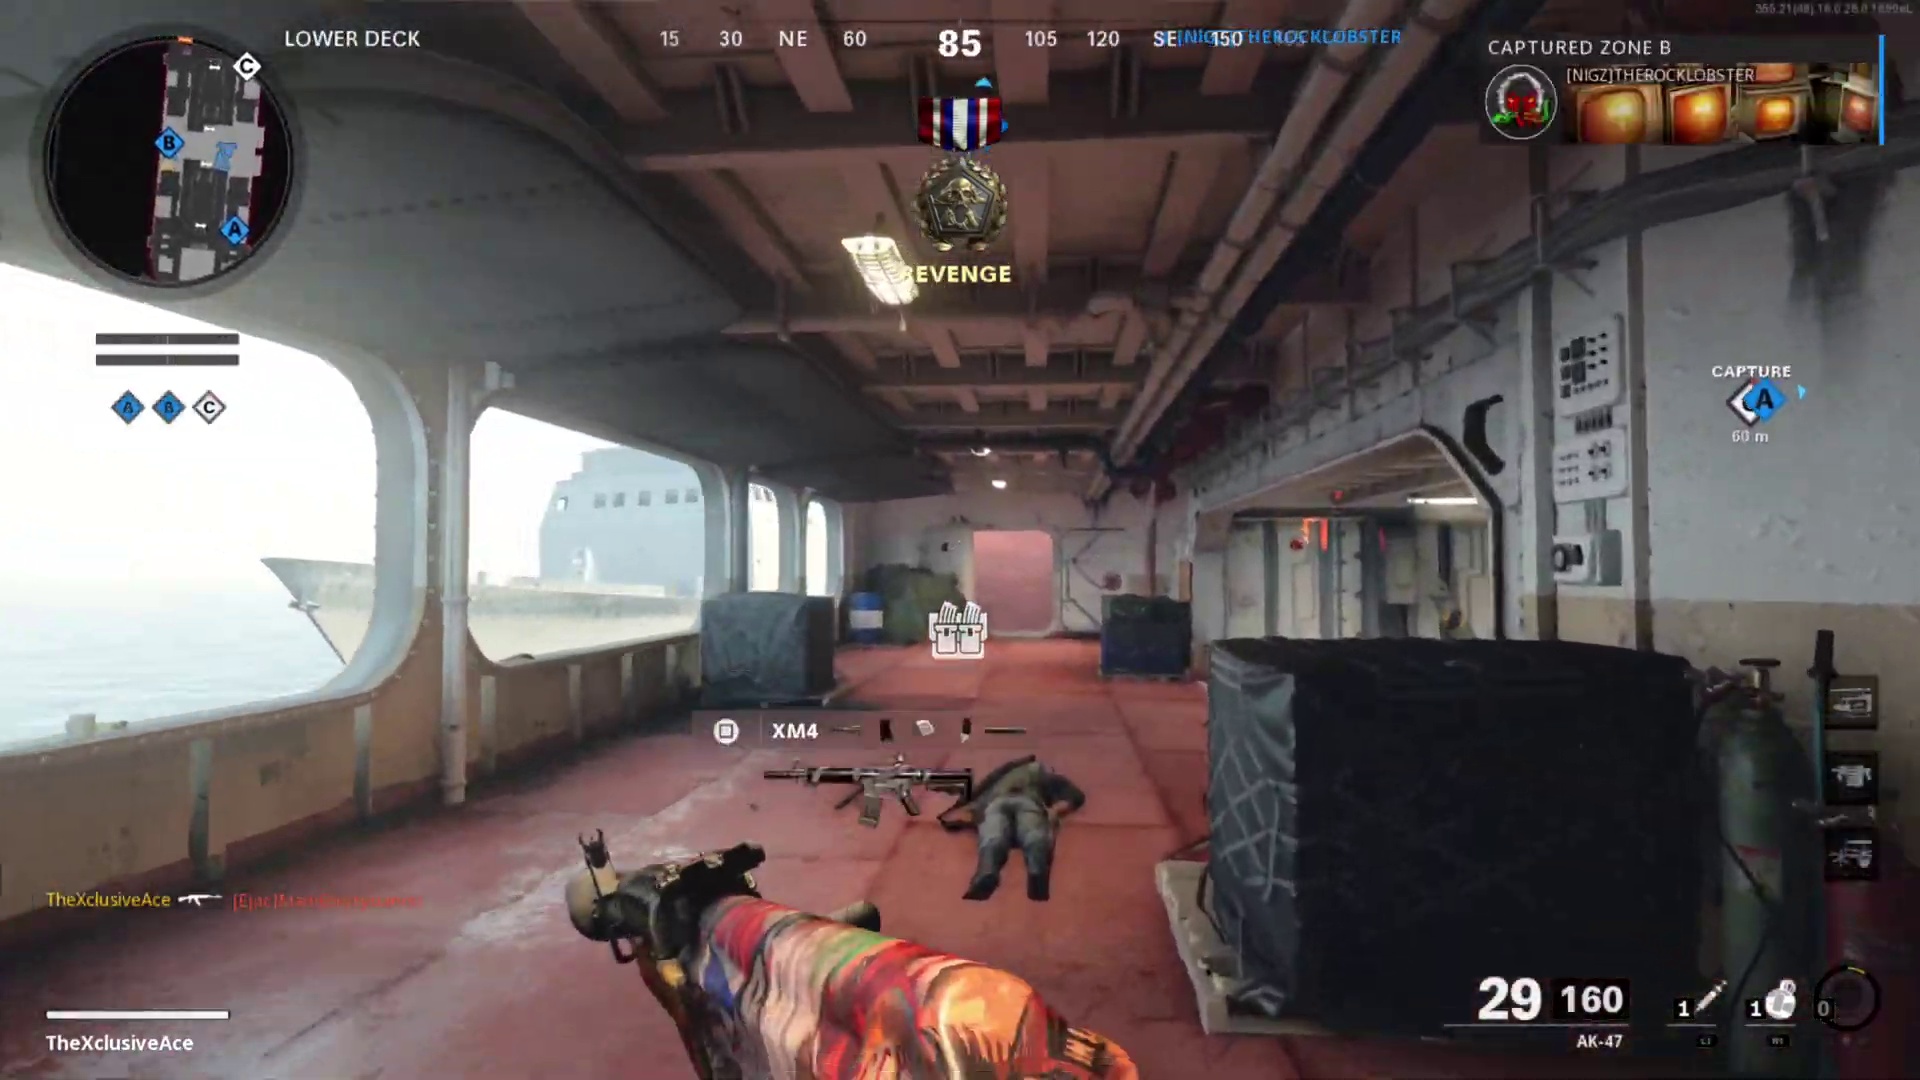 LOWER DECK
15 30 NE 60 85 105 120 SE 150
[NIGZ]THEROCKLOBSTER
CAPTURED ZONE B
[NIGZ]THEROCKLOBSTER
C
B
A
REVENGE
CAPTURE
A
60 m
A B C
XM4
TheXclusiveAce
29 160
1
1
0
AK-47
TheXclusiveAce